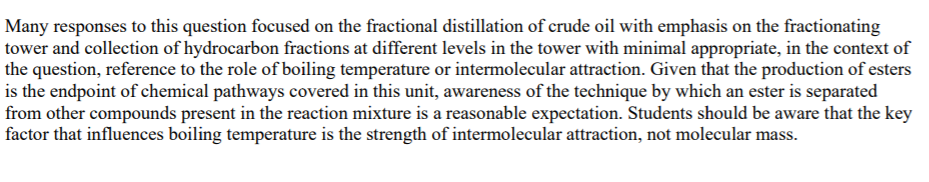 Many responses to this question focused on the fractional distillation of crude oil with emphasis on the fractionating
tower and collection of hydrocarbon fractions at different levels in the tower with minimal appropriate, in the context of
the question, reference to the role of boiling temperature or intermolecular attraction. Given that the production of esters
is the endpoint of chemical pathways covered in this unit, awareness of the technique by which an ester is separated
from other compounds present in the reaction mixture is a reasonable expectation. Students should be aware that the key
factor that influences boiling temperature is the strength of intermolecular attraction, not molecular mass.